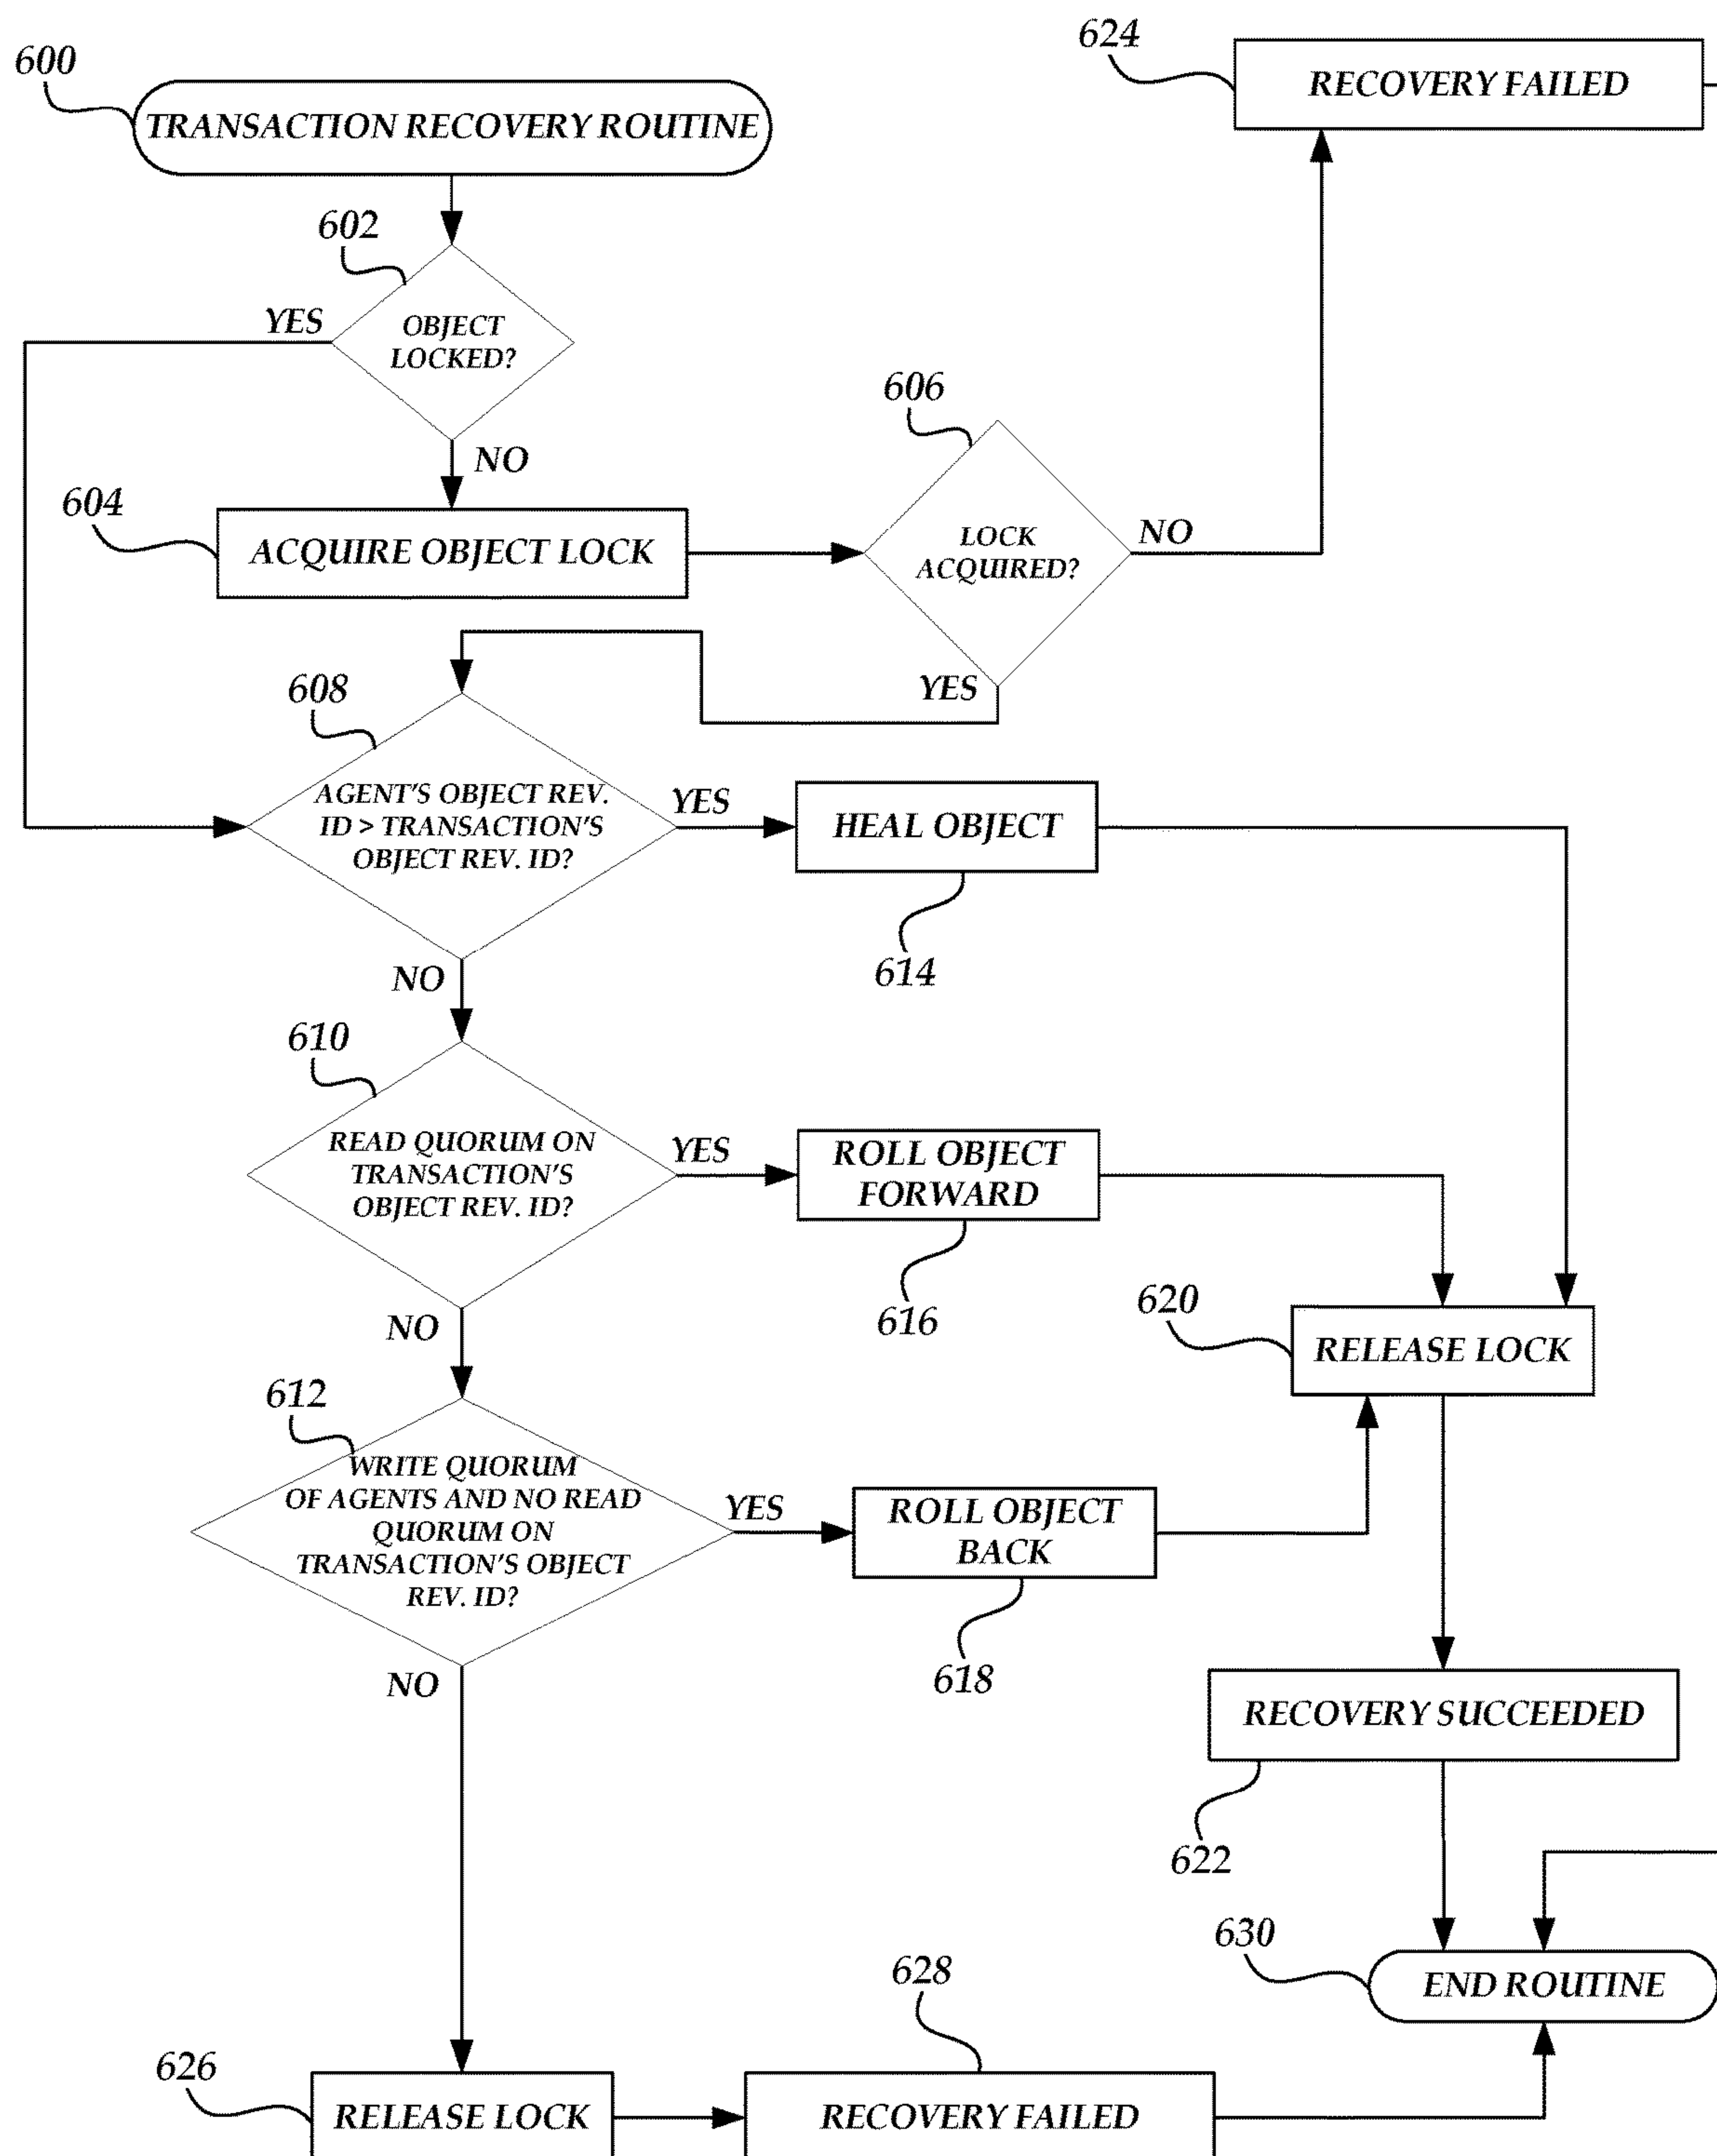 600
TRANSACTION RECOVERY ROUTINE
624
RECOVERY FAILED
602
YES
OBJECT
LOCKED?
NO
606
604
ACQUIRE OBJECT LOCK
LOCK
ACQUIRED?
NO
YES
608
AGENT'S OBJECT REV.
ID > TRANSACTION'S
OBJECT REV. ID?
YES
HEAL OBJECT
614
NO
610
READ QUORUM ON
TRANSACTION'S
OBJECT REV. ID?
YES
ROLL OBJECT
FORWARD
616
NO
620
RELEASE LOCK
612
WRITE QUORUM
OF AGENTS AND NO READ
QUORUM ON
TRANSACTION'S OBJECT
REV. ID?
YES
ROLL OBJECT
BACK
618
NO
RECOVERY SUCCEEDED
622
630
END ROUTINE
626
RELEASE LOCK
628
RECOVERY FAILED